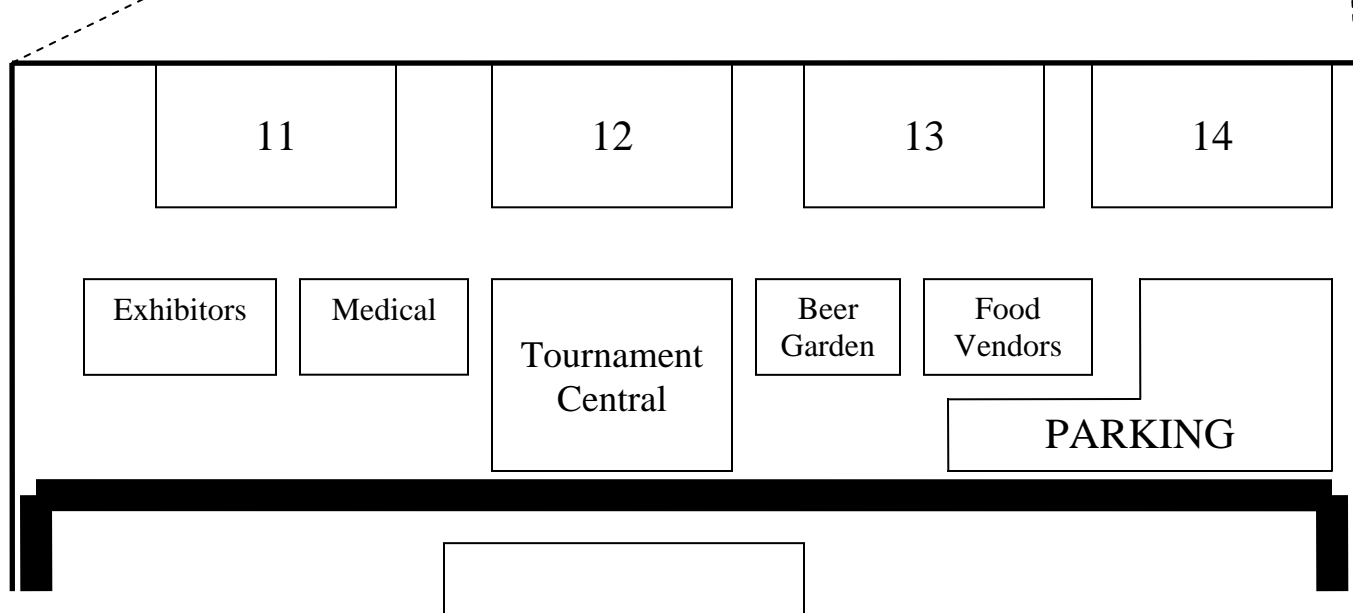 11
12
13
14
Exhibitors
Medical
Tournament
Central
Beer
Garden
Food
Vendors
PARKING